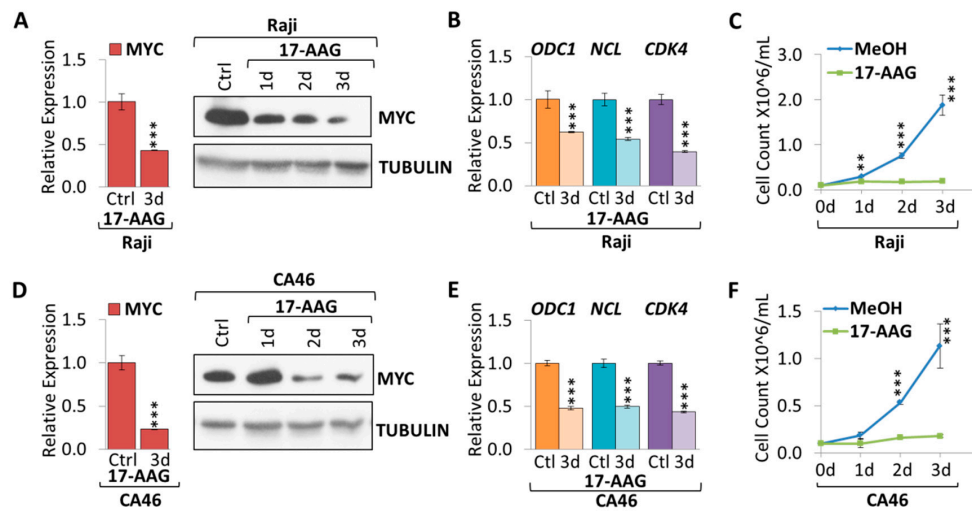 A
MYC
Relative Expression
1.5
1.0
0.5
0.0
***
Ctrl 3d
17-AAG
Raji
Raji
17-AAG
Ctrl
1d
2d
3d
MYC
TUBULIN
B
ODC1 NCL CDK4
Relative Expression
1.5
1.0
0.5
0.0
*** *** ***
Ctl 3d Ctl 3d Ctl 3d
17-AAG
Raji
C
MeOH
17-AAG
Cell Count X10^6/mL
3.0
2.0
1.0
0.0
** *** ***
0d 1d 2d 3d
Raji
D
MYC
Relative Expression
1.5
1.0
0.5
0.0
***
Ctrl 3d
17-AAG
CA46
CA46
17-AAG
Ctrl
1d
2d
3d
MYC
TUBULIN
E
ODC1 NCL CDK4
Relative Expression
1.5
1.0
0.5
0.0
*** *** ***
Ctl 3d Ctl 3d Ctl 3d
17-AAG
CA46
F
MeOH
17-AAG
Cell Count X10^6/mL
1.5
1.0
0.5
0.0
*** ***
0d 1d 2d 3d
CA46